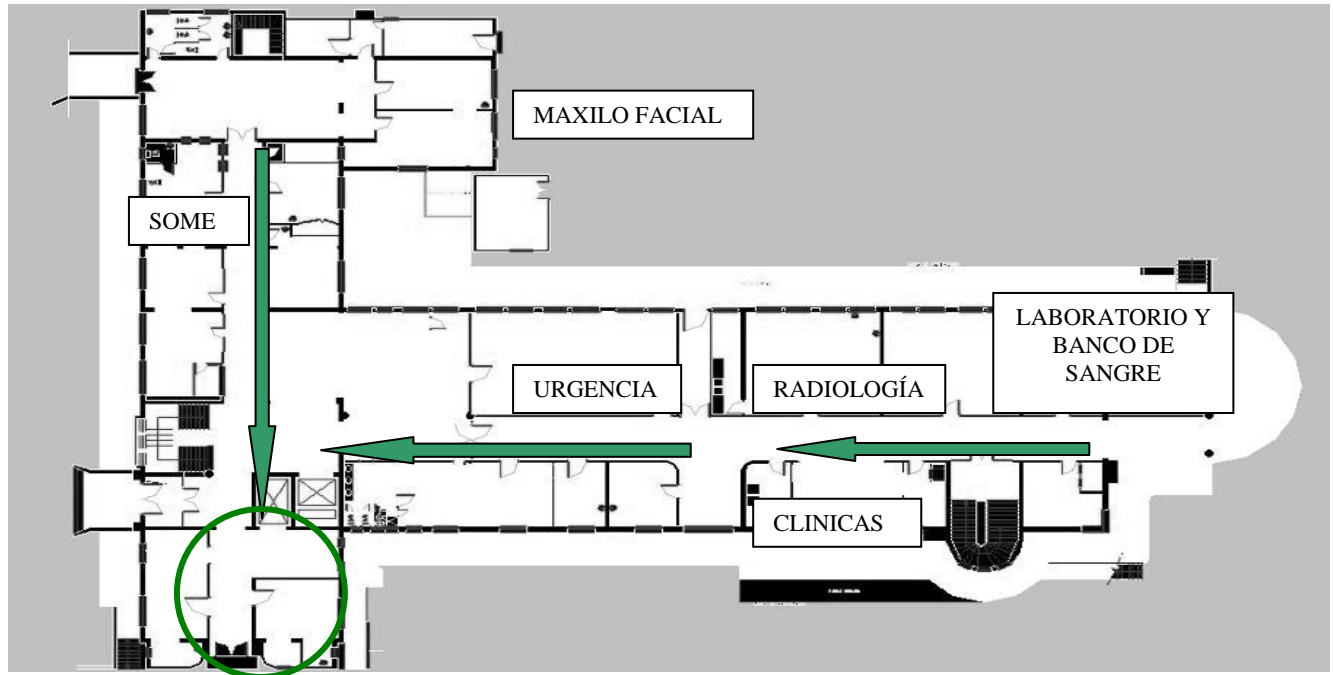 MAXILO FACIAL
SOME
LABORATORIO Y
BANCO DE
SANGRE
URGENCIA
RADIOLOGÍA
CLINICAS